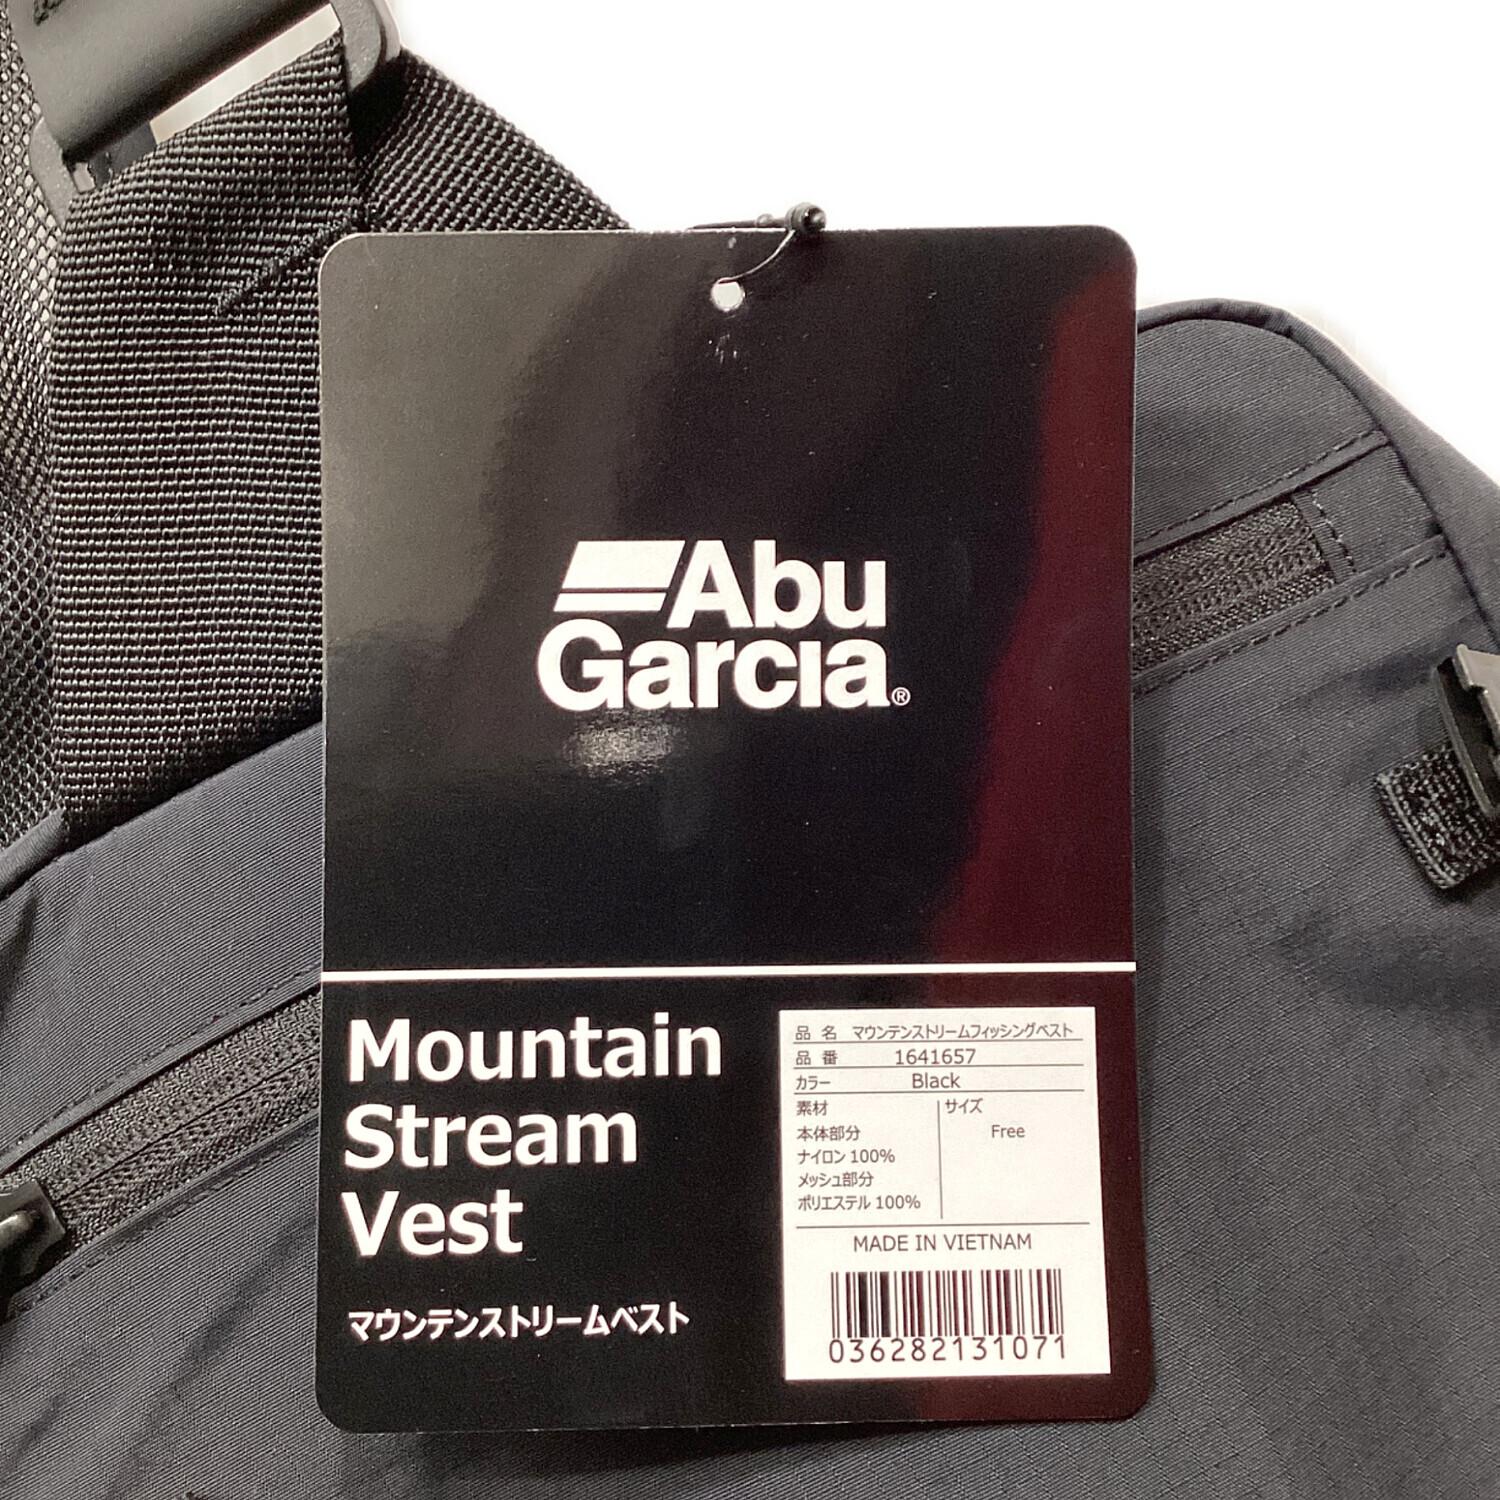 Abu
Garcia®
Mountain
Stream
Vest
マウンテンストリームベスト
品 名 マウンテンストリームフィッシングベスト
品 番 1641657
カラー Black
素材 サイズ
本体部分 Free
ナイロン 100%
メッシュ部分
ポリエステル 100%
MADE IN VIETNAM
036282131071